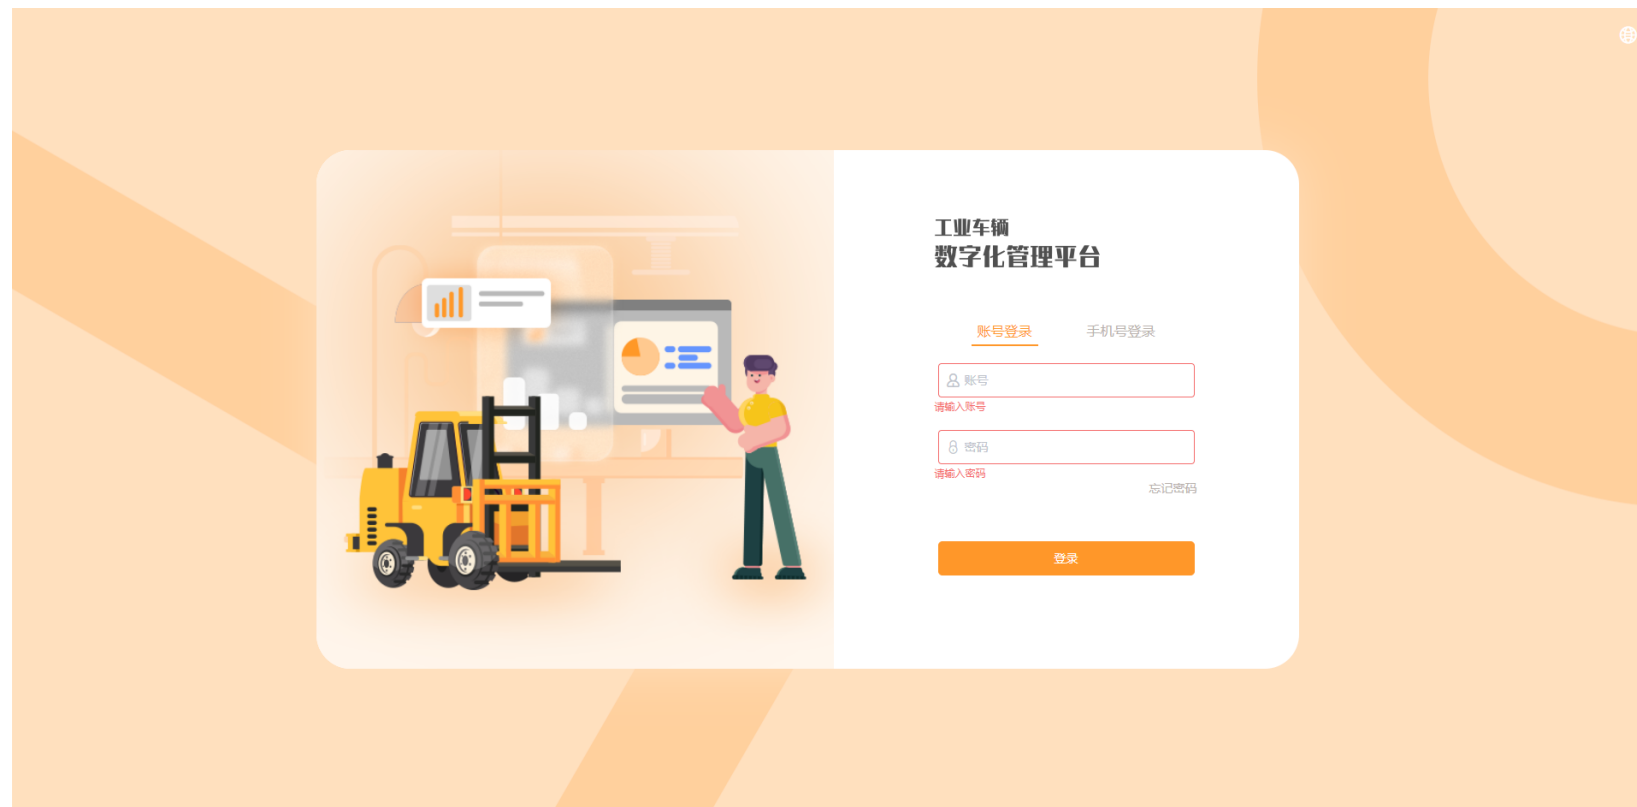 工业车辆
数字化管理平台
账号登录 手机号登录
账号
请输入账号
密码
请输入密码
忘记密码
登录